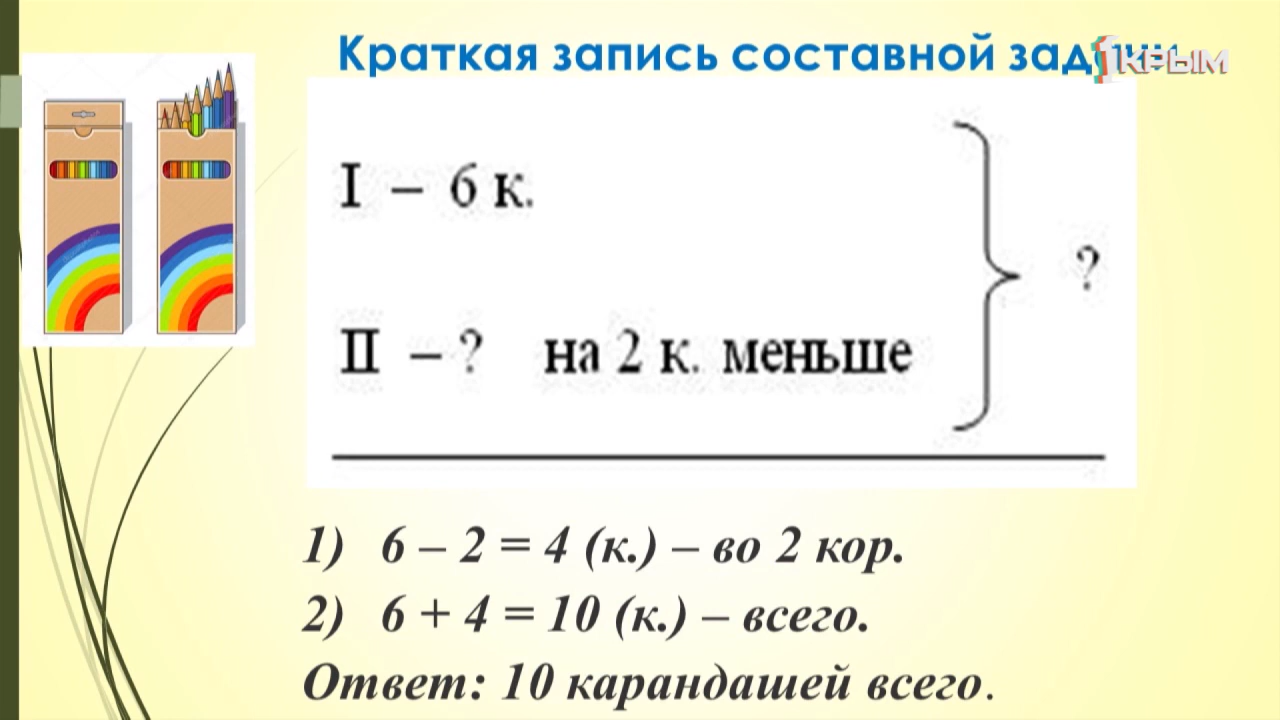 Краткая запись составной
1КРЫМ
I – 6 к.
II – ? на 2 к. меньше
?
1) 6 – 2 = 4 (к.) – во 2 кор.
2) 6 + 4 = 10 (к.) – всего.
Ответ: 10 карандашей всего.